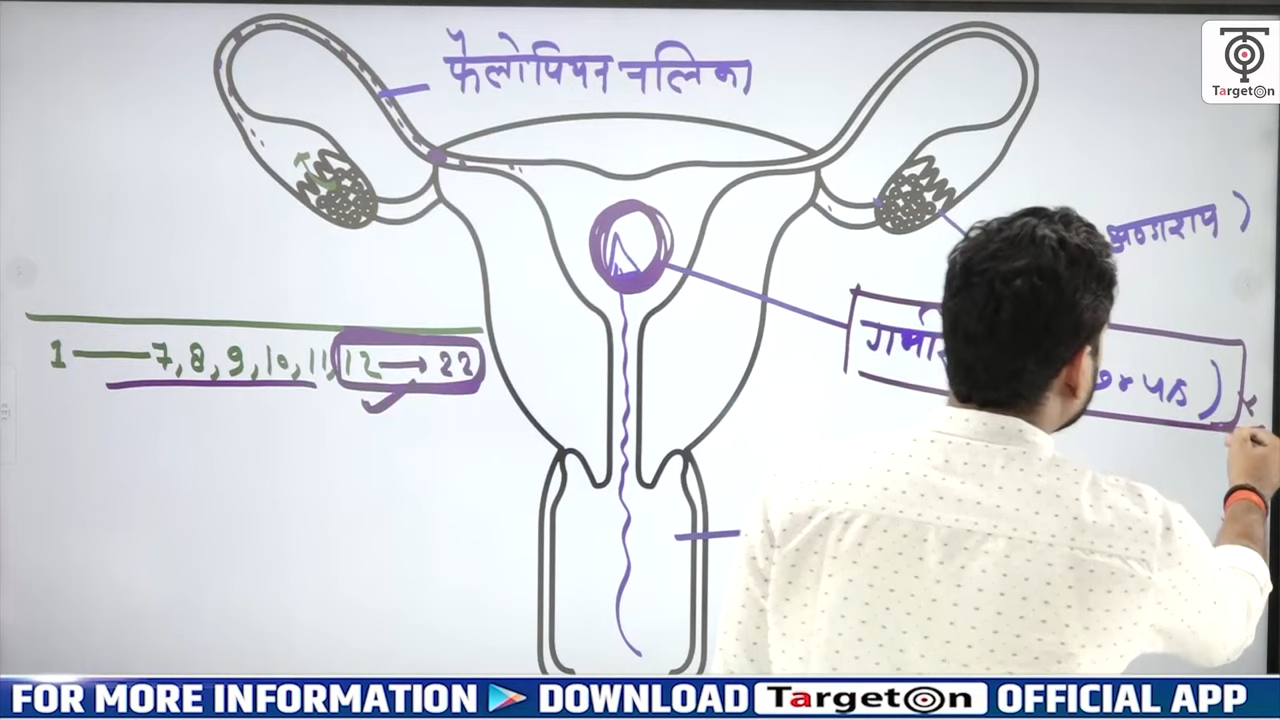 फैलोपियन नलिका
TargetOn
1 — 7, 8, 9, 10, 11, 12 → 22
FOR MORE INFORMATION DOWNLOAD TargetOn OFFICIAL APP